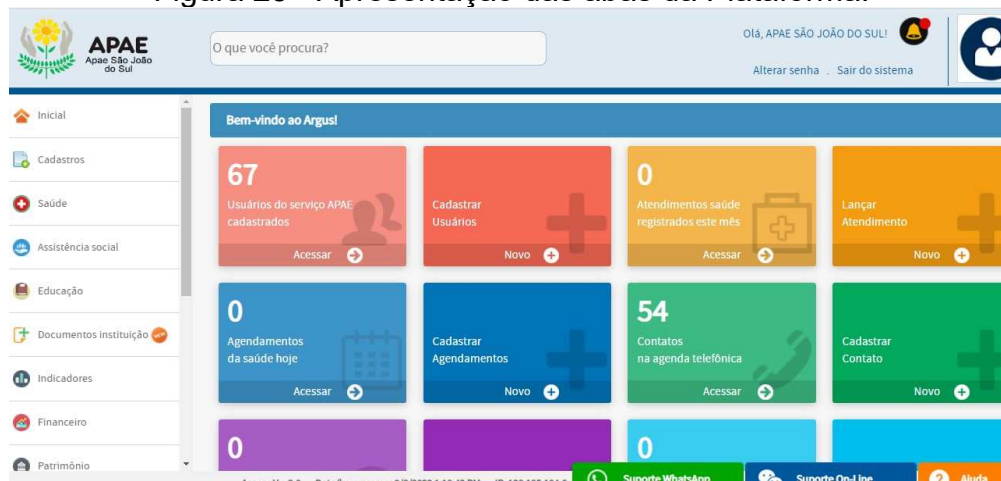 APAE
Apae São João
do Sul
O que você procura?
Olá, APAE SÃO JOÃO DO SUL!
Alterar senha . Sair do sistema
Inicial
Cadastros
Saúde
Assistência social
Educação
Documentos instituição
Indicadores
Financeiro
Patrimônio
Bem-vindo ao Argus!
67
Usuários do serviço APAE
cadastrados
Acessar
Cadastrar
Usuários
Novo
0
Atendimentos saúde
registrados este mês
Acessar
Lançar
Atendimento
Novo
0
Agendamentos
da saúde hoje
Acessar
Cadastrar
Agendamentos
Novo
54
Contatos
na agenda telefônica
Acessar
Cadastrar
Contato
Novo
0
0
Suporte WhatsApp
Suporte On-Line
Ajuda